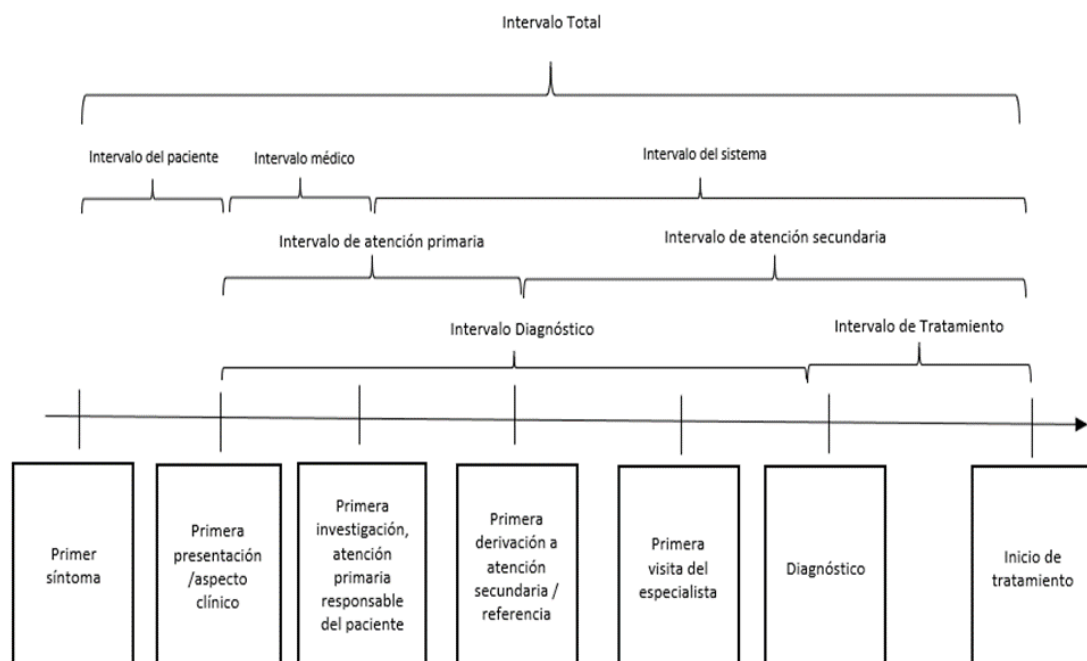 Intervalo Total
Intervalo del paciente
Intervalo médico
Intervalo del sistema
Intervalo de atención primaria
Intervalo de atención secundaria
Intervalo Diagnóstico
Intervalo de Tratamiento
Primer
síntoma
Primera
presentación
/aspecto
clínico
Primera
investigación,
atención
primaria
responsable
del paciente
Primera
derivación a
atención
secundaria /
referencia
Primera
visita del
especialista
Diagnóstico
Inicio de
tratamiento